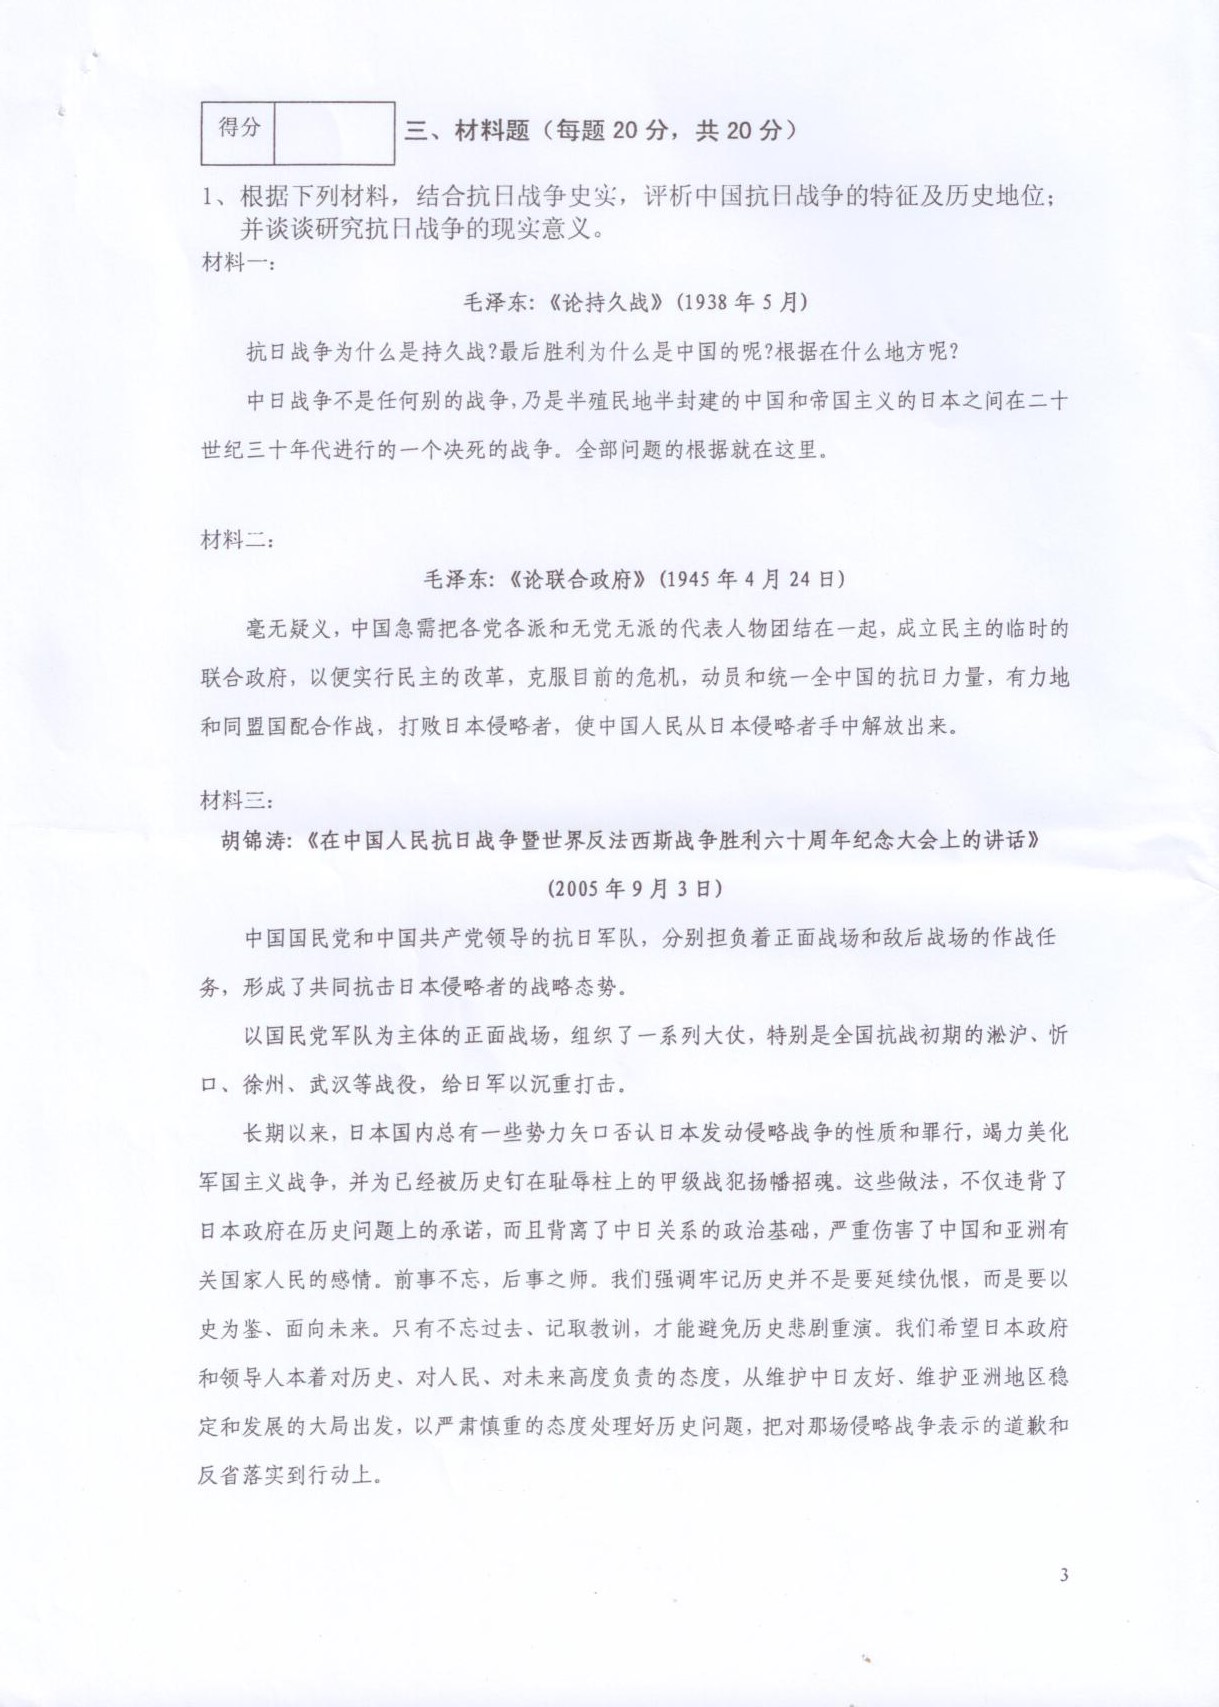 得分
三、材料题（每题 20 分，共 20 分）
1、根据下列材料，结合抗日战争史实，评析中国抗日战争的特征及历史地位；
并谈谈研究抗日战争的现实意义。
材料一：
毛泽东：《论持久战》(1938 年 5 月)
抗日战争为什么是持久战?最后胜利为什么是中国的呢?根据在什么地方呢?
中日战争不是任何别的战争,乃是半殖民地半封建的中国和帝国主义的日本之间在二十
世纪三十年代进行的一个决死的战争。全部问题的根据就在这里。
材料二：
毛泽东：《论联合政府》(1945 年 4 月 24 日)
毫无疑义，中国急需把各党各派和无党无派的代表人物团结在一起，成立民主的临时的
联合政府，以便实行民主的改革，克服目前的危机，动员和统一全中国的抗日力量，有力地
和同盟国配合作战，打败日本侵略者，使中国人民从日本侵略者手中解放出来。
材料三：
胡锦涛：《在中国人民抗日战争暨世界反法西斯战争胜利六十周年纪念大会上的讲话》
(2005 年 9 月 3 日)
中国国民党和中国共产党领导的抗日军队，分别担负着正面战场和敌后战场的作战任
务，形成了共同抗击日本侵略者的战略态势。
以国民党军队为主体的正面战场，组织了一系列大仗，特别是全国抗战初期的淞沪、忻
口、徐州、武汉等战役，给日军以沉重打击。
长期以来，日本国内总有一些势力矢口否认日本发动侵略战争的性质和罪行，竭力美化
军国主义战争，并为已经被历史钉在耻辱柱上的甲级战犯扬幡招魂。这些做法，不仅违背了
日本政府在历史问题上的承诺，而且背离了中日关系的政治基础，严重伤害了中国和亚洲有
关国家人民的感情。前事不忘，后事之师。我们强调牢记历史并不是要延续仇恨，而是要以
史为鉴、面向未来。只有不忘过去、记取教训，才能避免历史悲剧重演。我们希望日本政府
和领导人本着对历史、对人民、对未来高度负责的态度，从维护中日友好、维护亚洲地区稳
定和发展的大局出发，以严肃慎重的态度处理好历史问题，把对那场侵略战争表示的道歉和
反省落实到行动上。
3